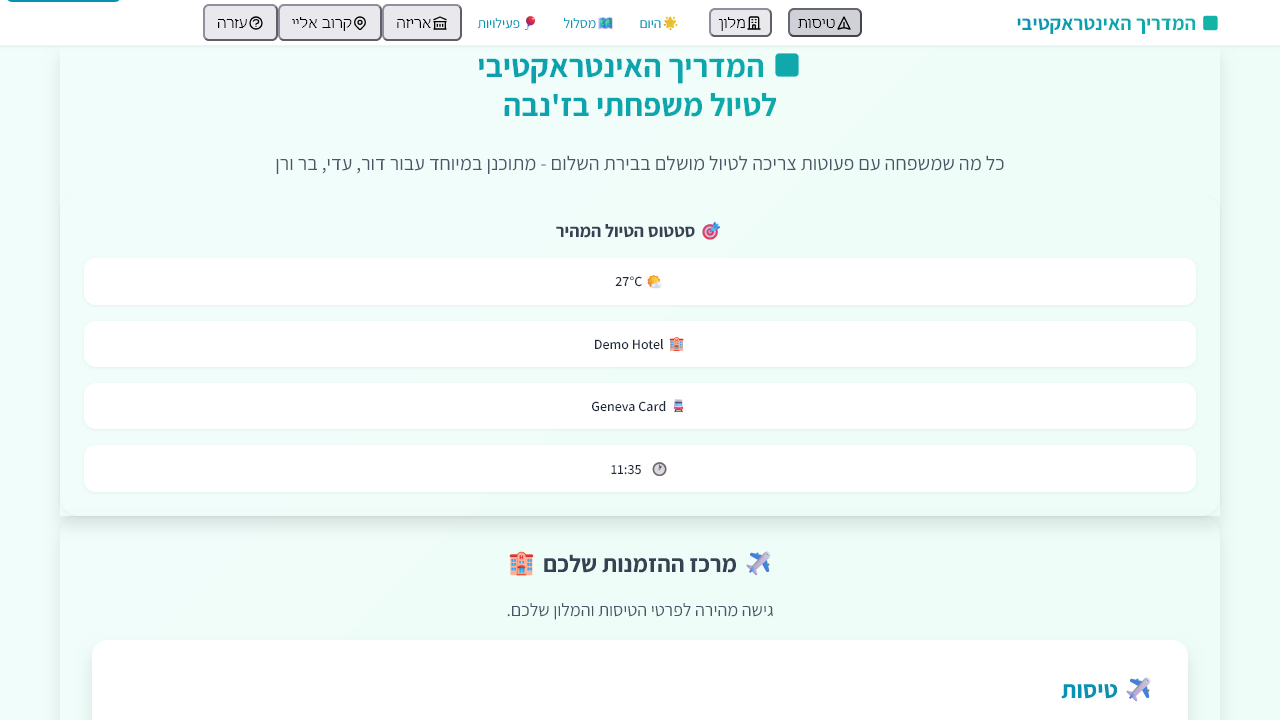 המדריך האינטראקטיבי
טיסות
מלון
היום
מסלול
פעילויות
אריזה
קרוב אליי
עזרה
המדריך האינטראקטיבי
לטיול משפחתי בז'נבה
כל מה שמשפחה עם פעוטות צריכה לטיול מושלם בבירת השלום - מתוכנן במיוחד עבור דור, עדי, בר ורן
סטטוס הטיול המהיר
27°C
Demo Hotel
Geneva Card
11:35
מרכז ההזמנות שלכם
גישה מהירה לפרטי הטיסות והמלון שלכם.
טיסות